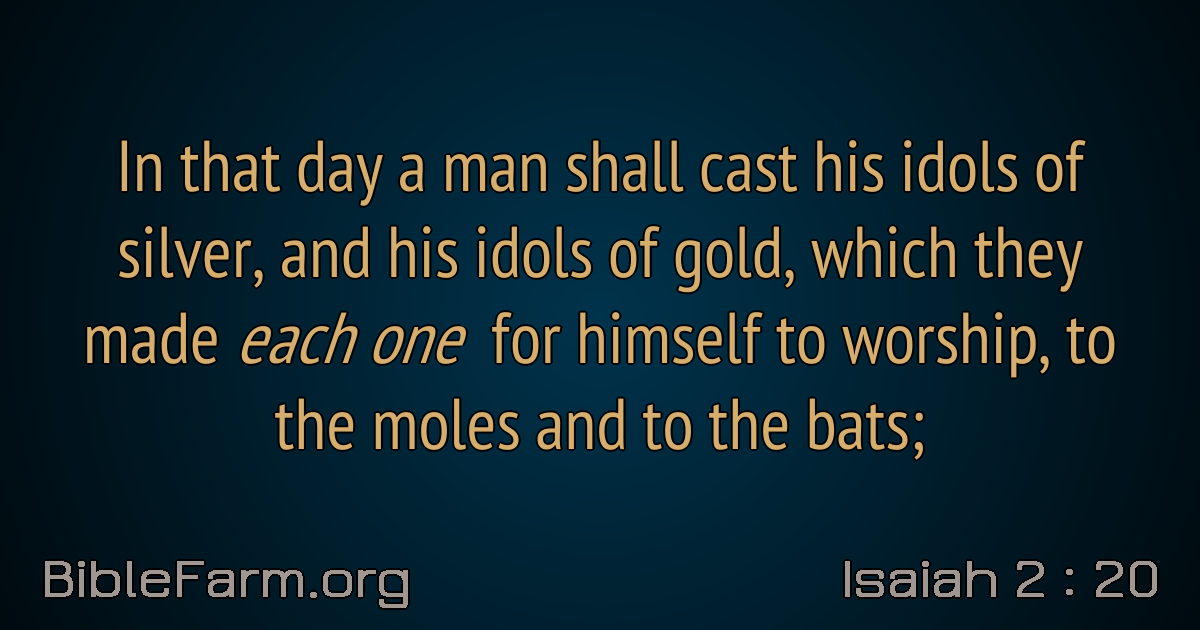 In that day a man shall cast his idols of
silver, and his idols of gold, which they
made each one for himself to worship, to
the moles and to the bats;
BibleFarm.org
Isaiah 2 : 20